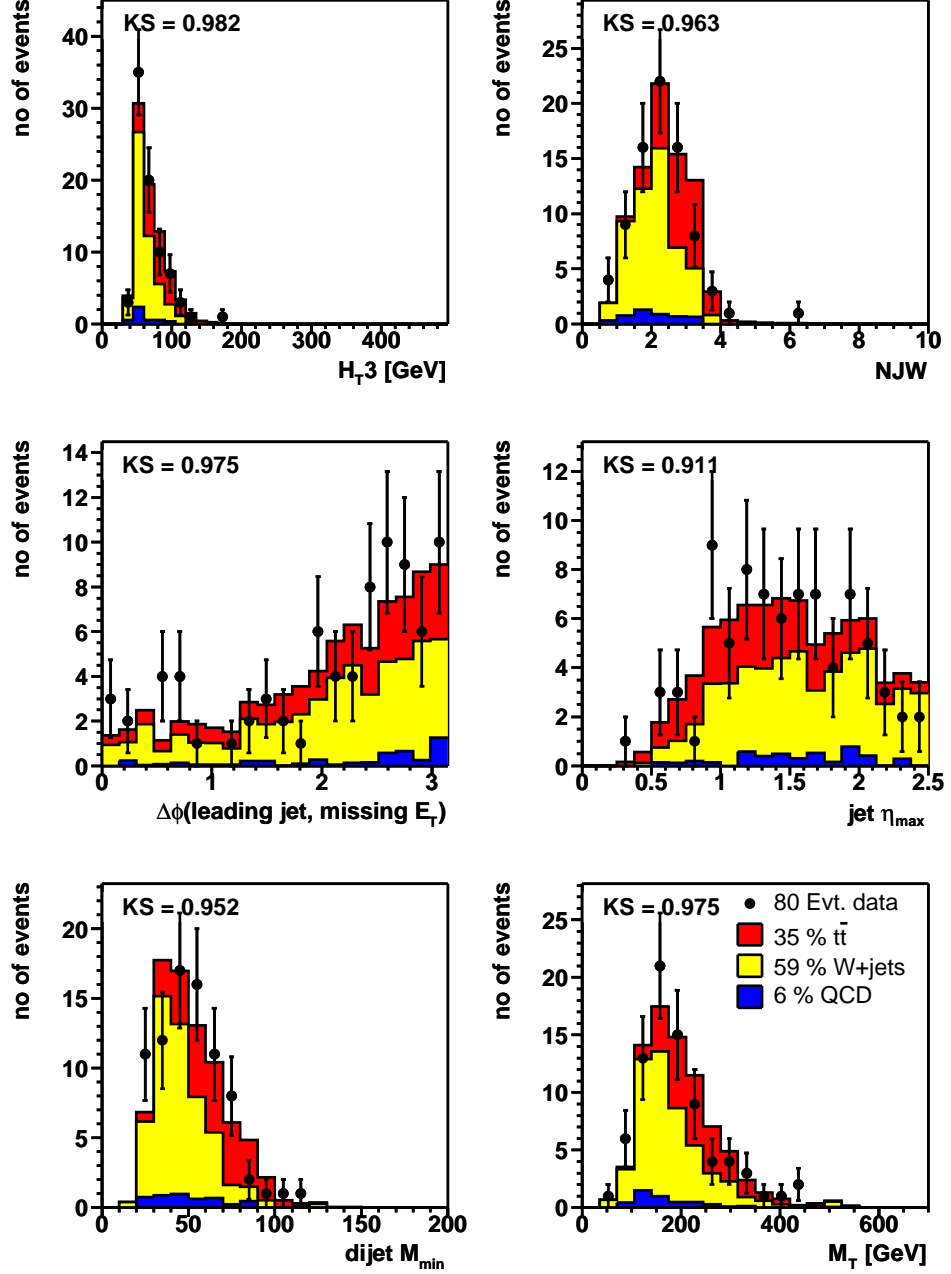 no of events
KS = 0.982
40
30
20
10
0
0 100 200 300 400
H_T3 [GeV]
no of events
KS = 0.963
25
20
15
10
5
0
0 2 4 6 8 10
NJW
no of events
KS = 0.975
14
12
10
8
6
4
2
0
0 1 2 3
Δϕ(leading jet, missing E_T)
no of events
KS = 0.911
12
10
8
6
4
2
0
0 0.5 1 1.5 2 2.5
jet η_max
no of events
KS = 0.952
20
15
10
5
0
0 50 100 150 200
dijet M_min
no of events
KS = 0.975
80 Evt. data
35 % tt̄
59 % W+jets
6 % QCD
25
20
15
10
5
0
0 200 400 600
M_T [GeV]